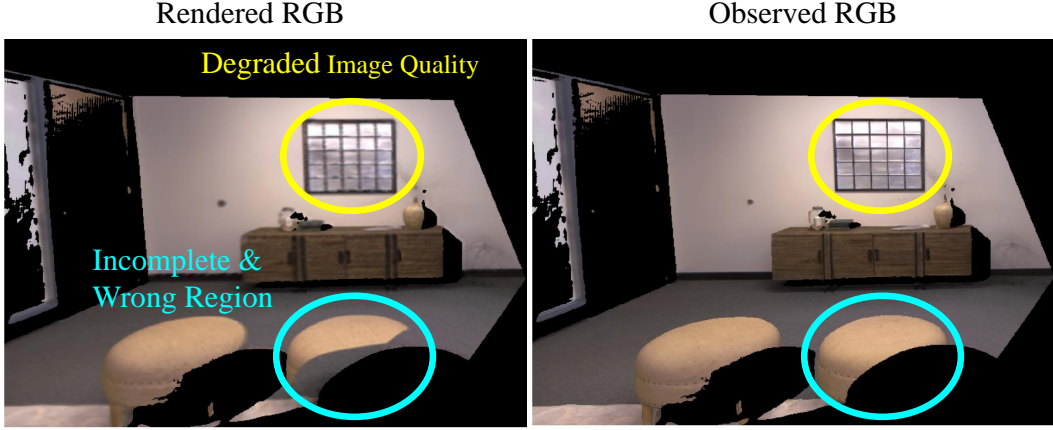 Rendered RGB
Observed RGB
Degraded Image Quality
Incomplete &
Wrong Region